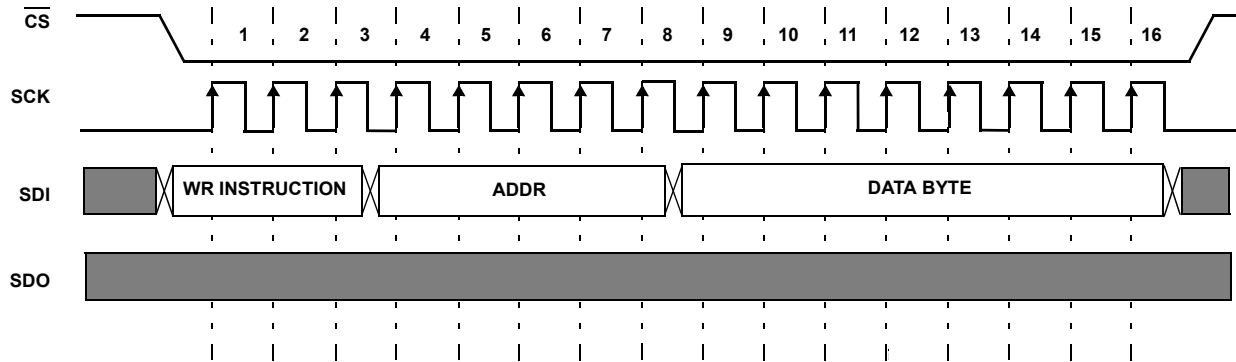 CS 1 2 3 4 5 6 7 8 9 10 11 12 13 14 15 16
SCK
SDI WR INSTRUCTION ADDR DATA BYTE
SDO